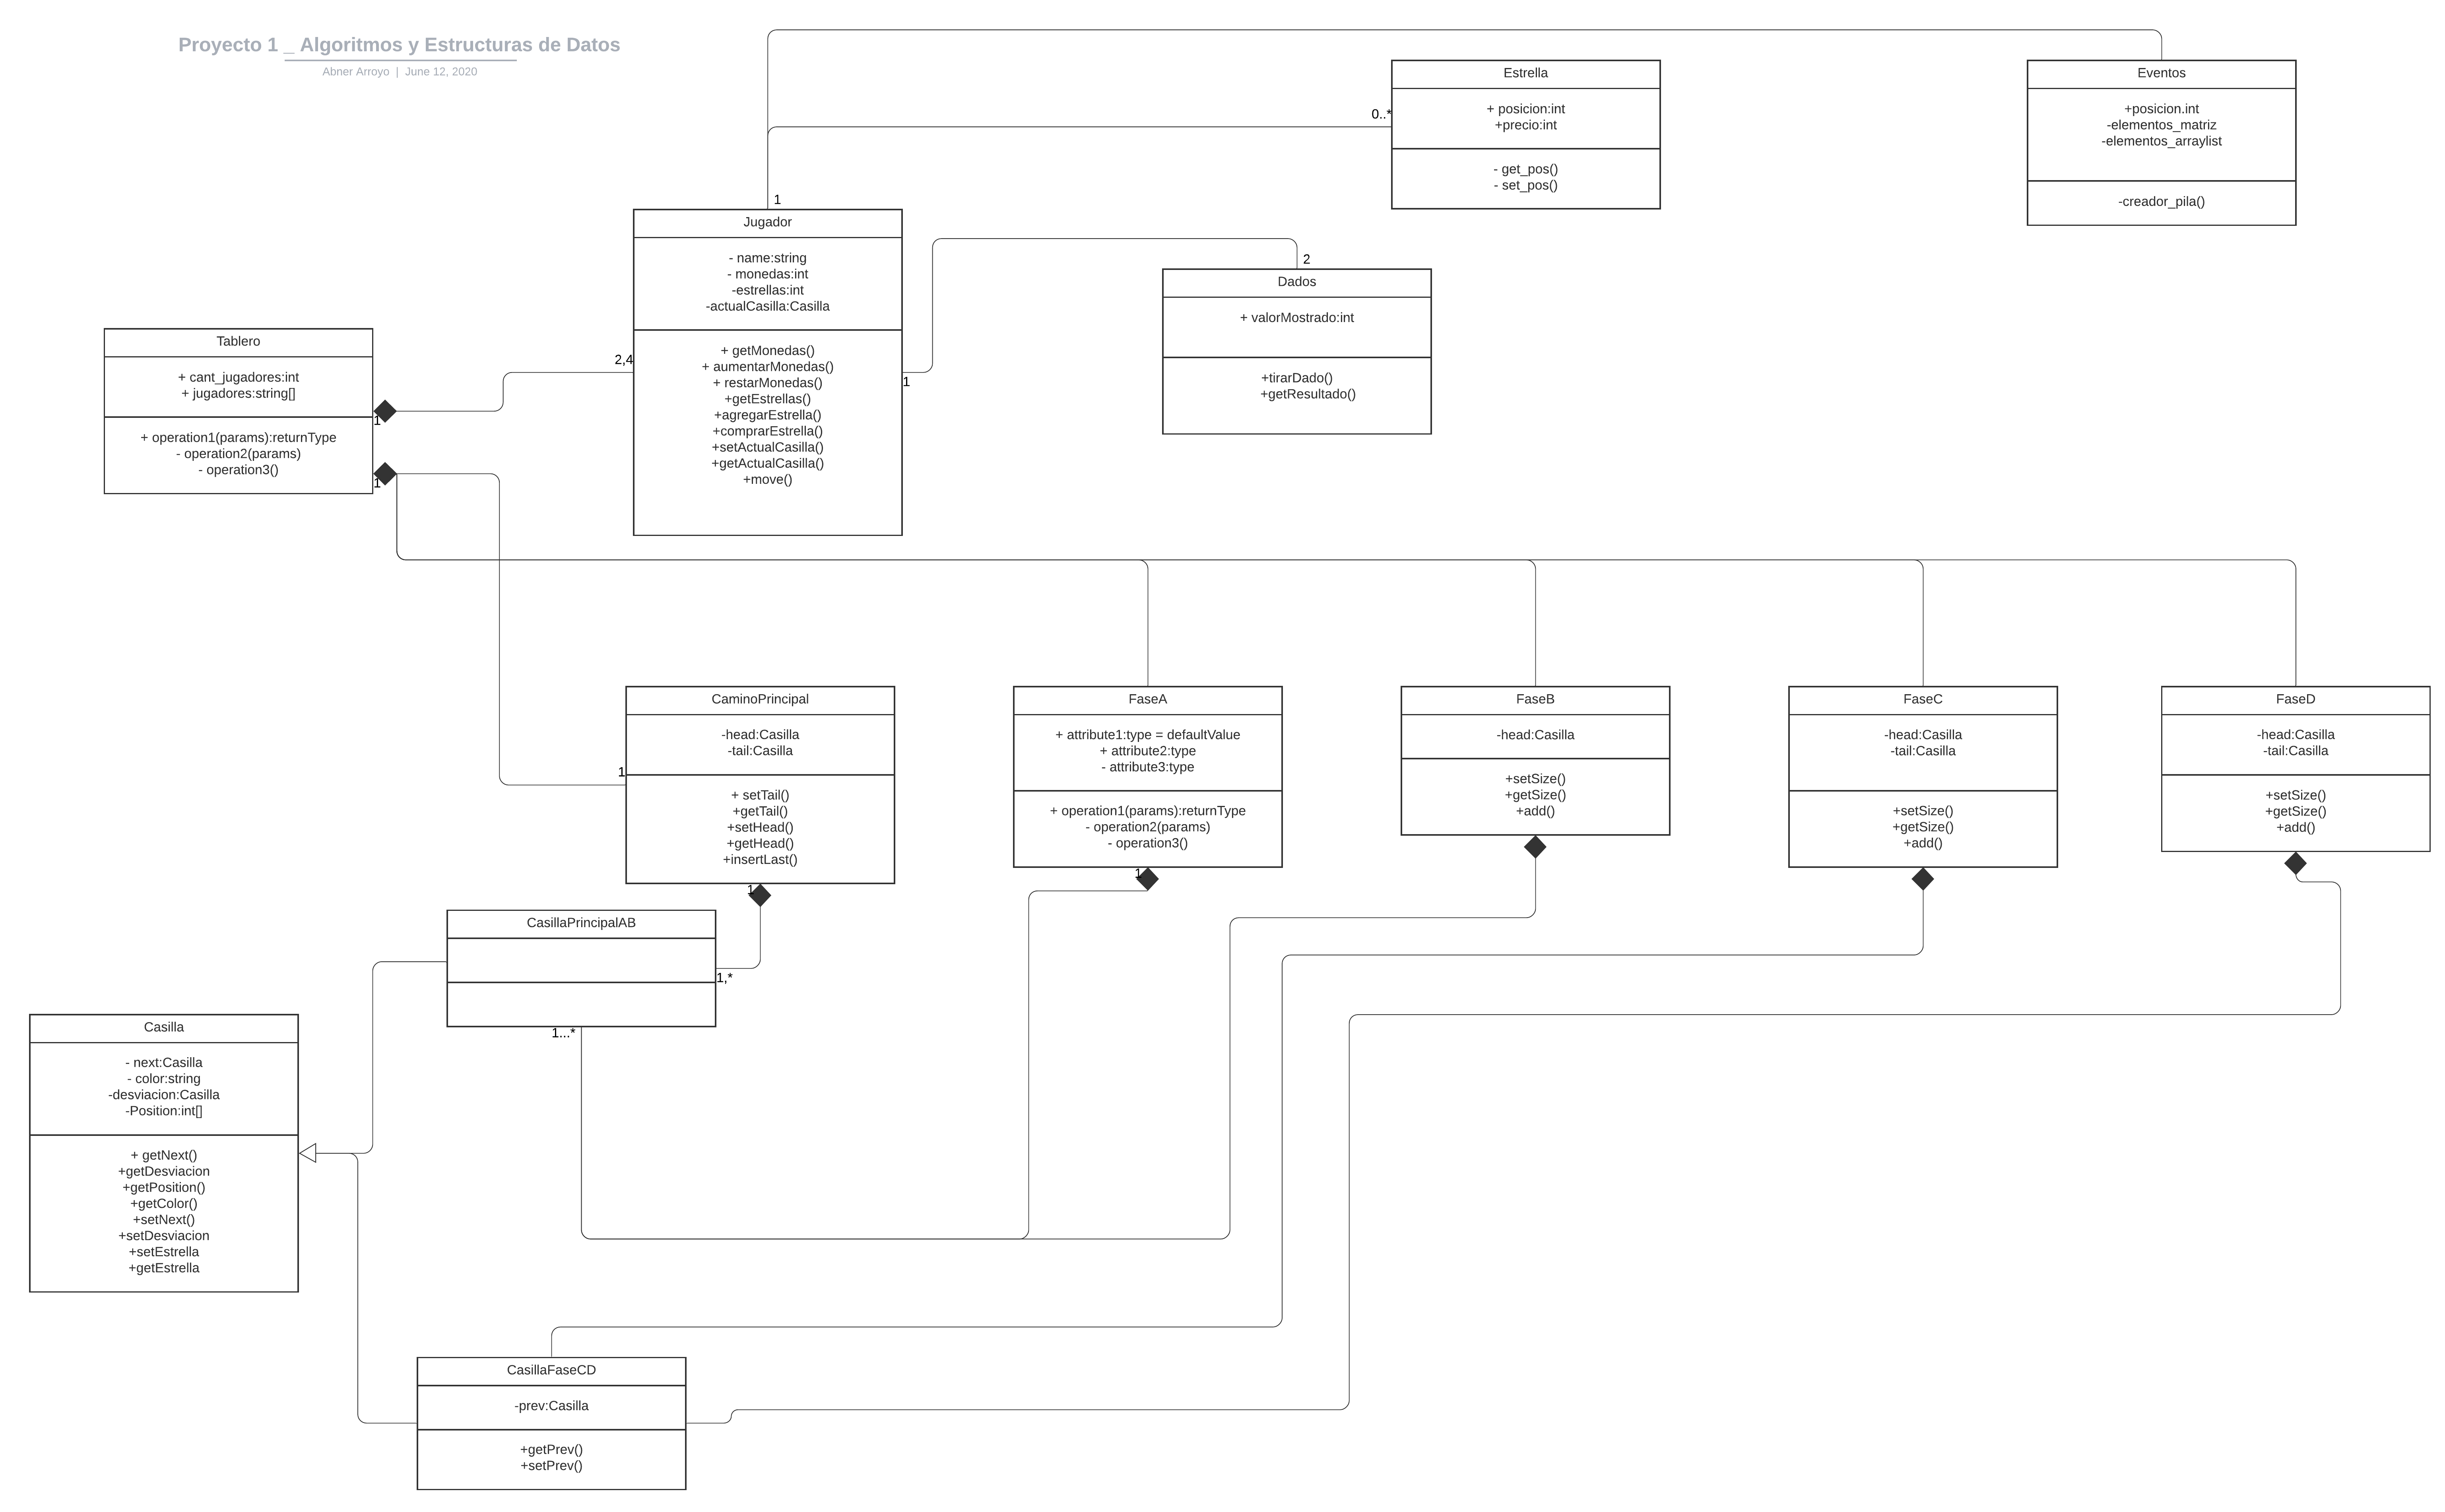 Proyecto 1 _ Algoritmos y Estructuras de Datos
Abner Arroyo | June 12, 2020
Estrella
+ posicion:int
+precio:int
- get_pos()
- set_pos()
0..*
Eventos
+posicion.int
-elementos_matriz
-elementos_arraylist
-creador_pila()
1
Jugador
- name:string
- monedas:int
-estrellas:int
-actualCasilla:Casilla
+ getMonedas()
+ aumentarMonedas()
+ restarMonedas()
+getEstrellas()
+agregarEstrella()
+comprarEstrella()
+setActualCasilla()
+getActualCasilla()
+move()
2,4
1
2
Dados
+ valorMostrado:int
+tirarDado()
+getResultado()
Tablero
+ cant_jugadores:int
+ jugadores:string[]
+ operation1(params):returnType
- operation2(params)
- operation3()
1
1
CaminoPrincipal
-head:Casilla
-tail:Casilla
+ setTail()
+getTail()
+setHead()
+getHead()
+insertLast()
1
1
FaseA
+ attribute1:type = defaultValue
+ attribute2:type
- attribute3:type
+ operation1(params):returnType
- operation2(params)
- operation3()
1
FaseB
-head:Casilla
+setSize()
+getSize()
+add()
FaseC
-head:Casilla
-tail:Casilla
+setSize()
+getSize()
+add()
FaseD
-head:Casilla
-tail:Casilla
+setSize()
+getSize()
+add()
CasillaPrincipalAB
1,*
1...*
Casilla
- next:Casilla
- color:string
-desviacion:Casilla
-Position:int[]
+ getNext()
+getDesviacion
+getPosition()
+getColor()
+setNext()
+setDesviacion
+setEstrella
+getEstrella
CasillaFaseCD
-prev:Casilla
+getPrev()
+setPrev()